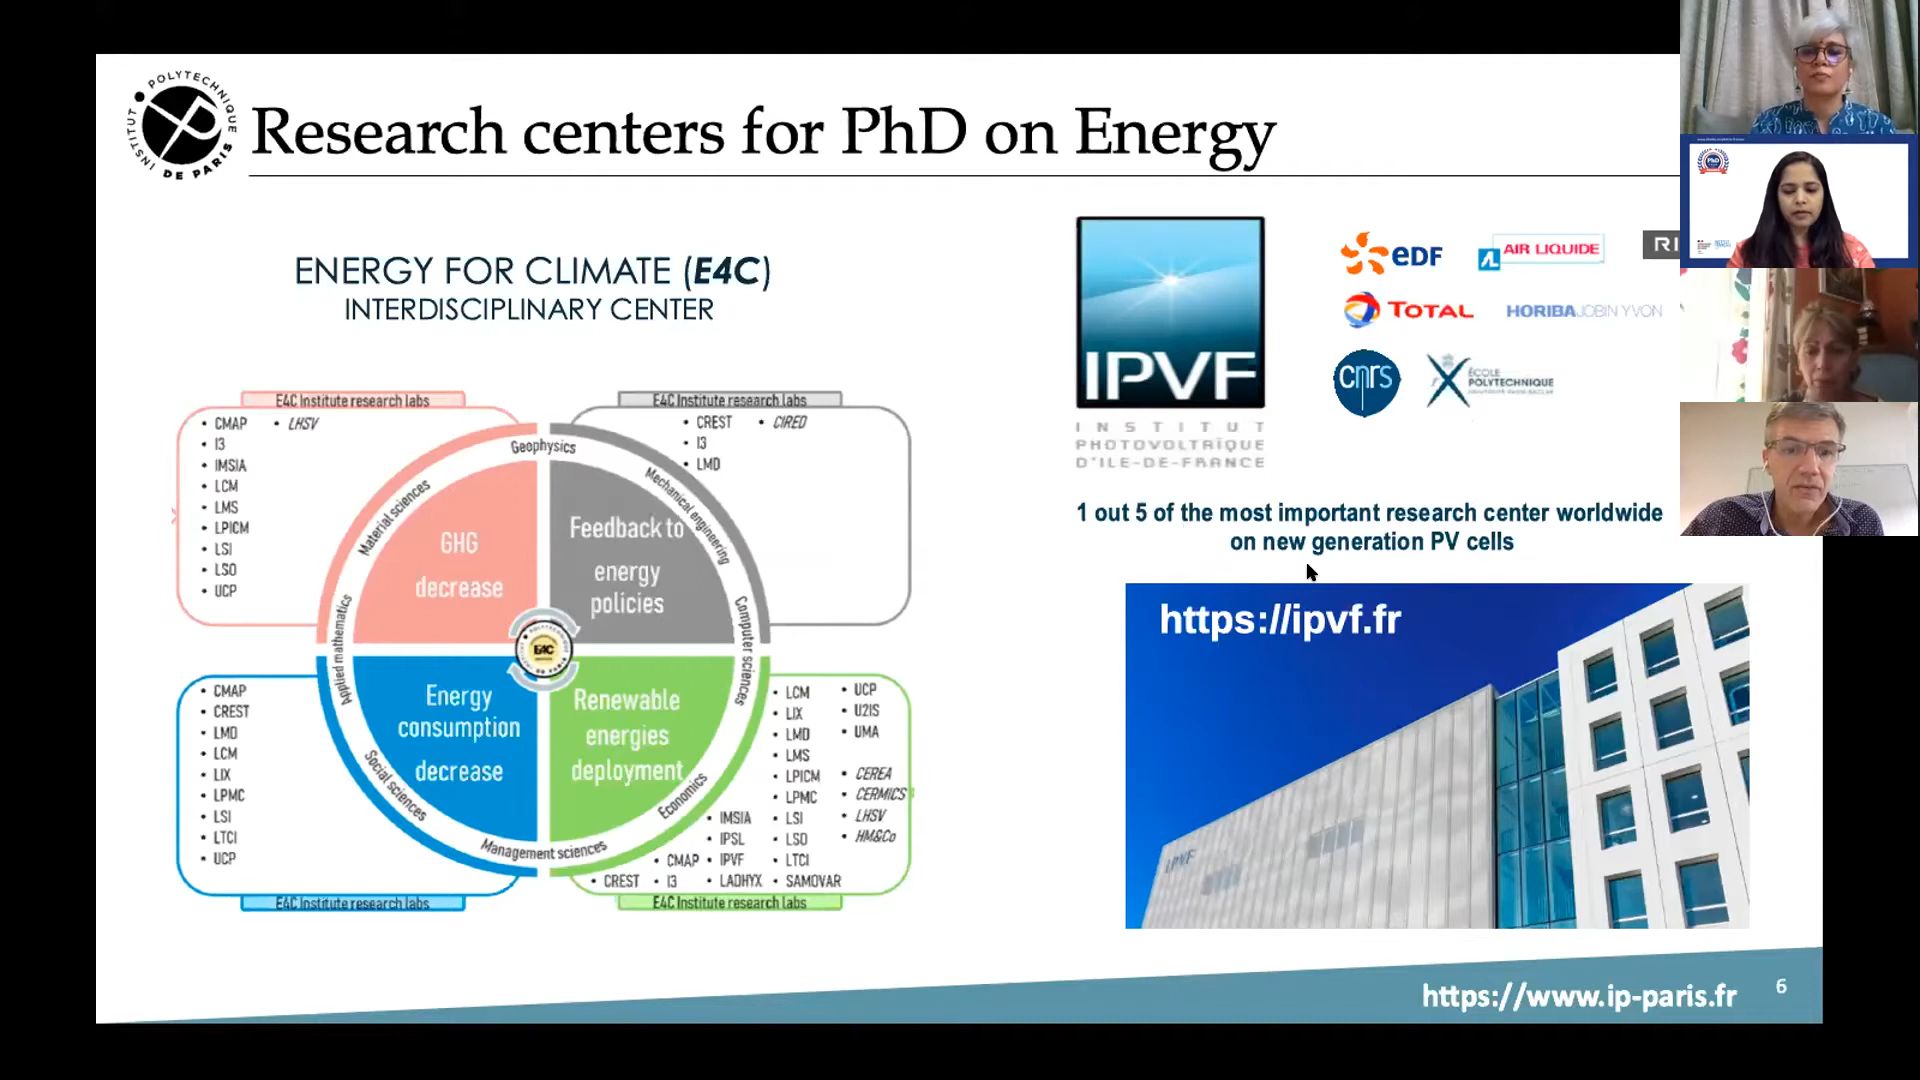 INSTITUT POLYTECHNIQUE DE PARIS
Research centers for PhD on Energy
ENERGY FOR CLIMATE (E4C)
INTERDISCIPLINARY CENTER
E4C Institute research labs
• CMAP
• I3
• IMSIA
• LCM
• LMS
• LPICM
• LSI
• LSO
• UCP
• LHSV
E4C Institute research labs
• CREST
• I3
• LMD
• CIRED
Geophysics
Mechanical engineering
Computer sciences
Economics
Management sciences
Social sciences
Applied mathematics
Material sciences
GHG
decrease
Feedback to
energy
policies
Energy
consumption
decrease
Renewable
energies
deployment
E4C
• CMAP
• CREST
• LMD
• LCM
• LIX
• LPMC
• LSI
• LTCI
• UCP
E4C Institute research labs
• LCM
• LIX
• LMD
• LMS
• LPICM
• LPMC
• LSI
• LSO
• LTCI
• SAMOVAR
• UCP
• U2IS
• UMA
• CEREA
• CERMICS
• LHSV
• HM&Co
• IMSIA
• IPSL
• IPVF
• LADHYX
• CMAP
• I3
• CREST
E4C Institute research labs
IPVF
INSTITUT
PHOTOVOLTAÏQUE
D'ILE-DE-FRANCE
eDF
AIR LIQUIDE
TOTAL
HORIBA JOBIN YVON
cnrs
ÉCOLE
POLYTECHNIQUE
1 out 5 of the most important research center worldwide
on new generation PV cells
https://ipvf.fr
IPVF
https://www.ip-paris.fr
6
PhD